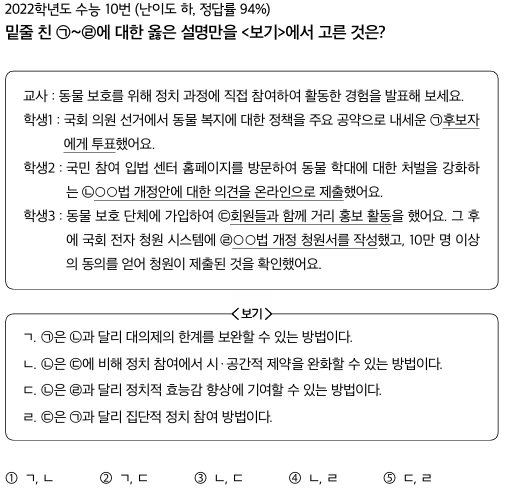 2022학년도 수능 10번 (난이도 하, 정답률 94%)
밑줄 친 ㉠~㉣에 대한 옳은 설명만을 <보기>에서 고른 것은?
교사 : 동물 보호를 위해 정치 과정에 직접 참여하여 활동한 경험을 발표해 보세요.
학생1 : 국회 의원 선거에서 동물 복지에 대한 정책을 주요 공약으로 내세운 ㉠후보자
에게 투표했어요.
학생2 : 국민 참여 입법 센터 홈페이지를 방문하여 동물 학대에 대한 처벌을 강화하
는 ㉡○○법 개정안에 대한 의견을 온라인으로 제출했어요.
학생3 : 동물 보호 단체에 가입하여 ㉢회원들과 함께 거리 홍보 활동을 했어요. 그 후
에 국회 전자 청원 시스템에 ㉣○○법 개정 청원서를 작성했고, 10만 명 이상
의 동의를 얻어 청원이 제출된 것을 확인했어요.
<보기>
ㄱ. ㉠은 ㉡과 달리 대의제의 한계를 보완할 수 있는 방법이다.
ㄴ. ㉡은 ㉢에 비해 정치 참여에서 시·공간적 제약을 완화할 수 있는 방법이다.
ㄷ. ㉡은 ㉣과 달리 정치적 효능감 향상에 기여할 수 있는 방법이다.
ㄹ. ㉢은 ㉠과 달리 집단적 정치 참여 방법이다.
① ㄱ, ㄴ ② ㄱ, ㄷ ③ ㄴ, ㄷ ④ ㄴ, ㄹ ⑤ ㄷ, ㄹ